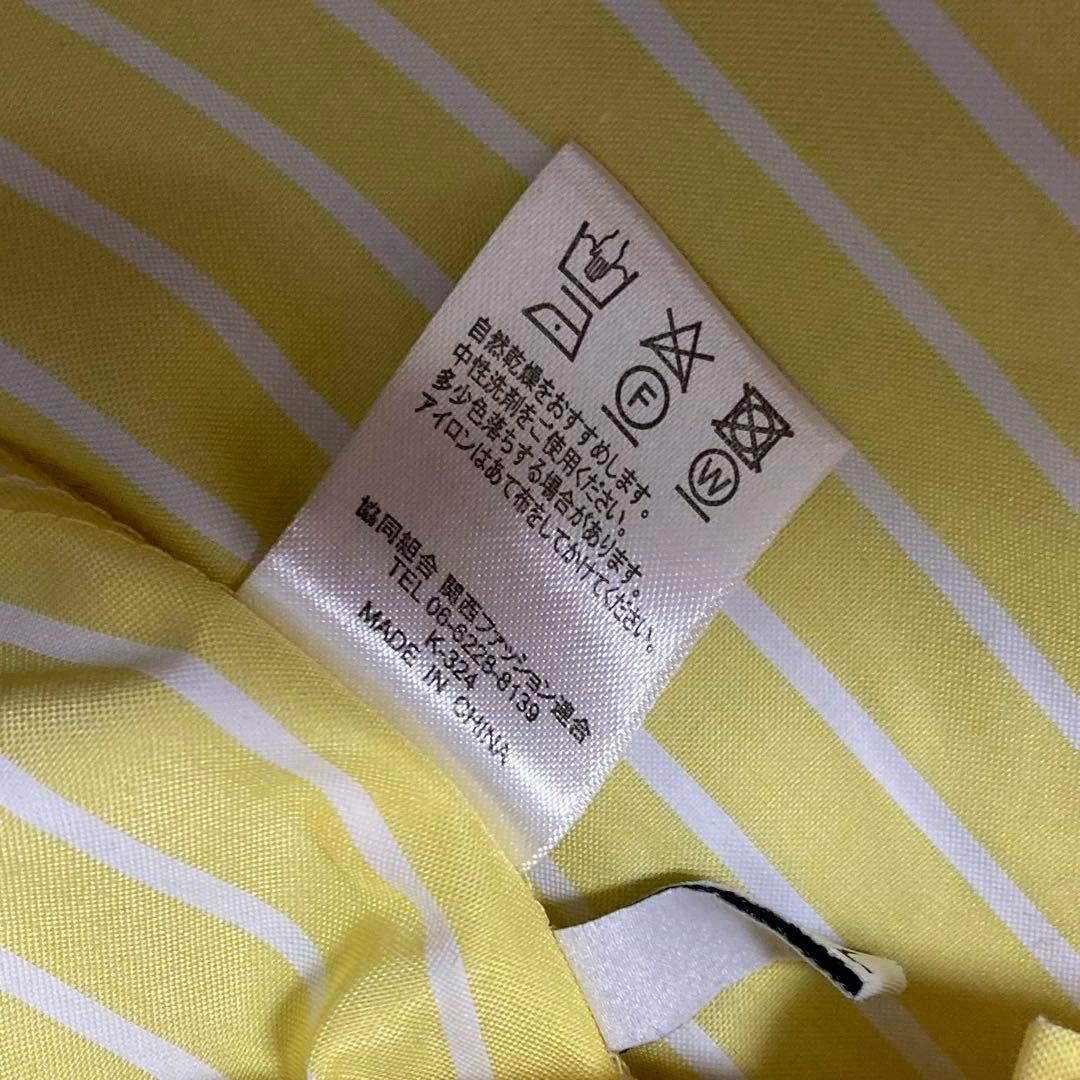 F
W
自然乾燥をおすすめします。
中性洗剤をご使用ください。
多少色落ちする場合があります。
アイロンはあて布をしてかけてください。
協同組合 関西ファッション連合
TEL 06-6228-8139
K-324
MADE IN CHINA